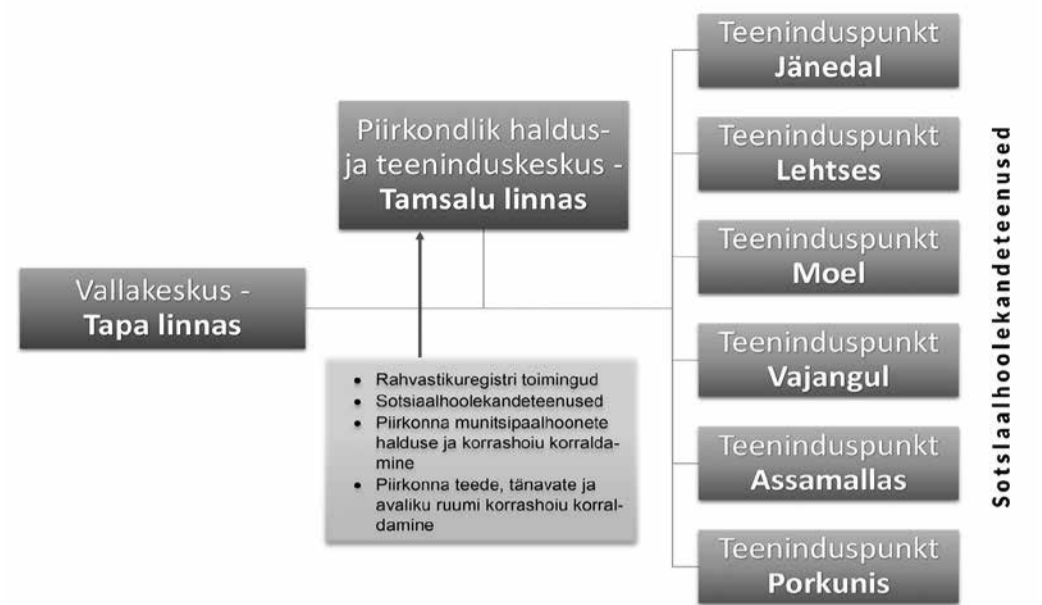 Vallakeskus -
Tapa linnas
Piirkondlik haldus-
ja teeninduskeskus -
Tamsalu linnas
• Rahvastikuregistri toimingud
• Sotsiaalhoolekandeteenused
• Piirkonna munitsipaalhoonete
halduse ja korrashoiu korralda-
mine
• Piirkonna teede, tänavate ja
avaliku ruumi korrashoiu korral-
damine
Teeninduspunkt
Jänedal
Teeninduspunkt
Lehtses
Teeninduspunkt
Moel
Teeninduspunkt
Vajangul
Teeninduspunkt
Assamallas
Teeninduspunkt
Porkunis
Sotslaalhoolekandeteenused